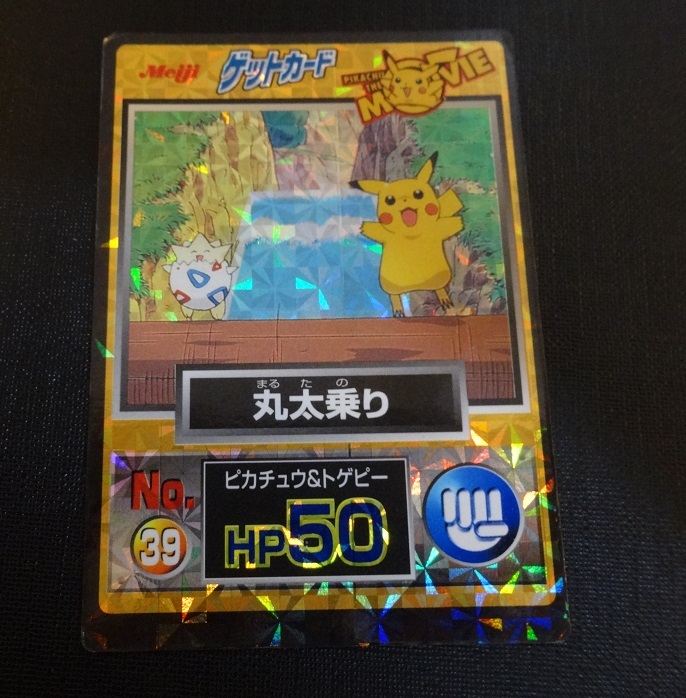 Meiji ゲットカード
PIKACHU
THE
MOVIE
まるたの
丸太乗り
No.
39
ピカチュウ&トゲピー
HP50